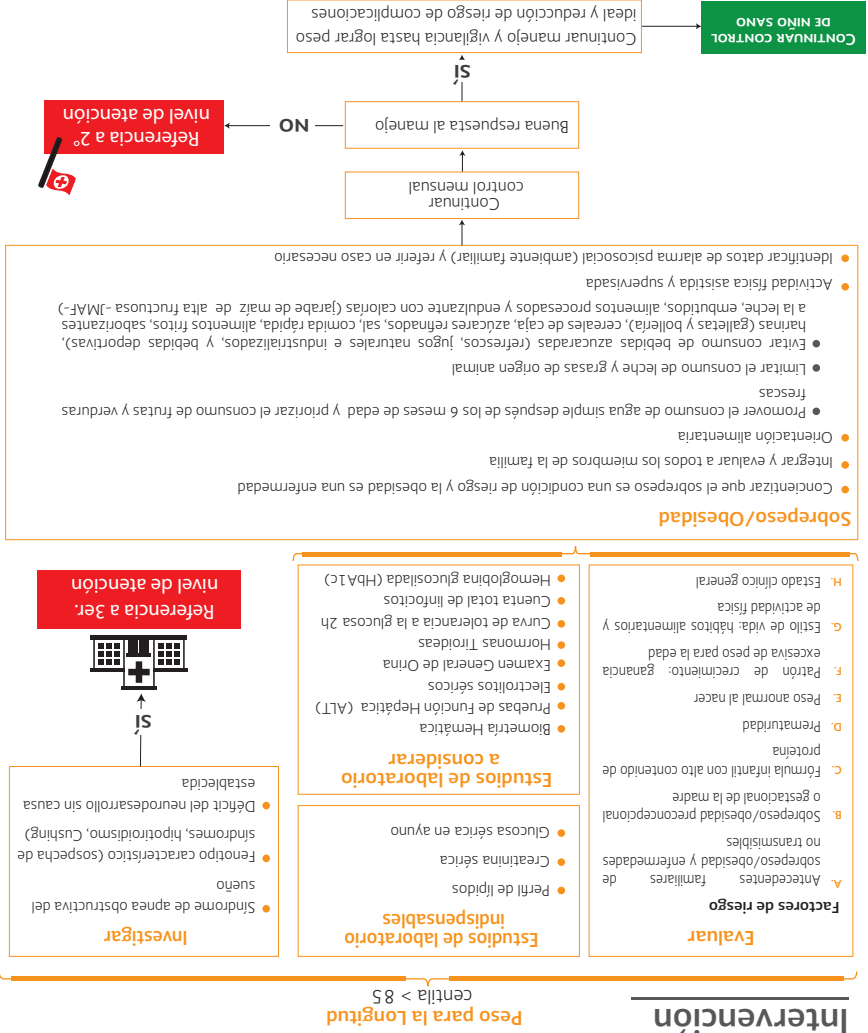 Intervención
Peso para la Longitud
centila > 85
Evaluar
Factores de riesgo
A. Antecedentes familiares de
sobrepeso/obesidad y enfermedades
no transmisibles
B. Sobrepeso/obesidad preconcepcional
o gestacional de la madre
C. Fórmula infantil con alto contenido de
proteína
D. Prematuridad
E. Peso anormal al nacer
F. Patrón de crecimiento: ganancia
excesiva de peso para la edad
G. Estilo de vida: hábitos alimentarios y
de actividad física
H. Estado clínico general
Estudios de laboratorio
indispensables
• Perfil de lípidos
• Creatinina sérica
• Glucosa sérica en ayuno
Estudios de laboratorio
a considerar
• Biometría Hemática
• Pruebas de Función Hepática (ALT)
• Electrolitos séricos
• Examen General de Orina
• Hormonas Tiroideas
• Curva de tolerancia a la glucosa 2h
• Cuenta total de linfocitos
• Hemoglobina glucosilada (HbA1c)
Investigar
• Síndrome de apnea obstructiva del
sueño
• Fenotipo característico (sospecha de
síndromes, hipotiroidismo, Cushing)
• Déficit del neurodesarrollo sin causa
establecida
SÍ
Referencia a 3er.
nivel de atención
Sobrepeso/Obesidad
• Concientizar que el sobrepeso es una condición de riesgo y la obesidad es una enfermedad
• Integrar y evaluar a todos los miembros de la familia
• Orientación alimentaria
• Promover el consumo de agua simple después de los 6 meses de edad y priorizar el consumo de frutas y verduras
frescas
• Limitar el consumo de leche y grasas de origen animal
• Evitar consumo de bebidas azucaradas (refrescos, jugos naturales e industrializados, y bebidas deportivas),
harinas (galletas y bollería), cereales de caja, azúcares refinados, sal, comida rápida, alimentos fritos, saborizantes
a la leche, embutidos, alimentos procesados y endulzante con calorías (jarabe de maíz de alta fructuosa -JMAF-)
• Actividad física asistida y supervisada
• Identificar datos de alarma psicosocial (ambiente familiar) y referir en caso necesario
Continuar
control mensual
Buena respuesta al manejo
NO
Referencia a 2°
nivel de atención
SÍ
Continuar manejo y vigilancia hasta lograr peso
ideal y reducción de riesgo de complicaciones
CONTINUAR CONTROL
DE NIÑO SANO